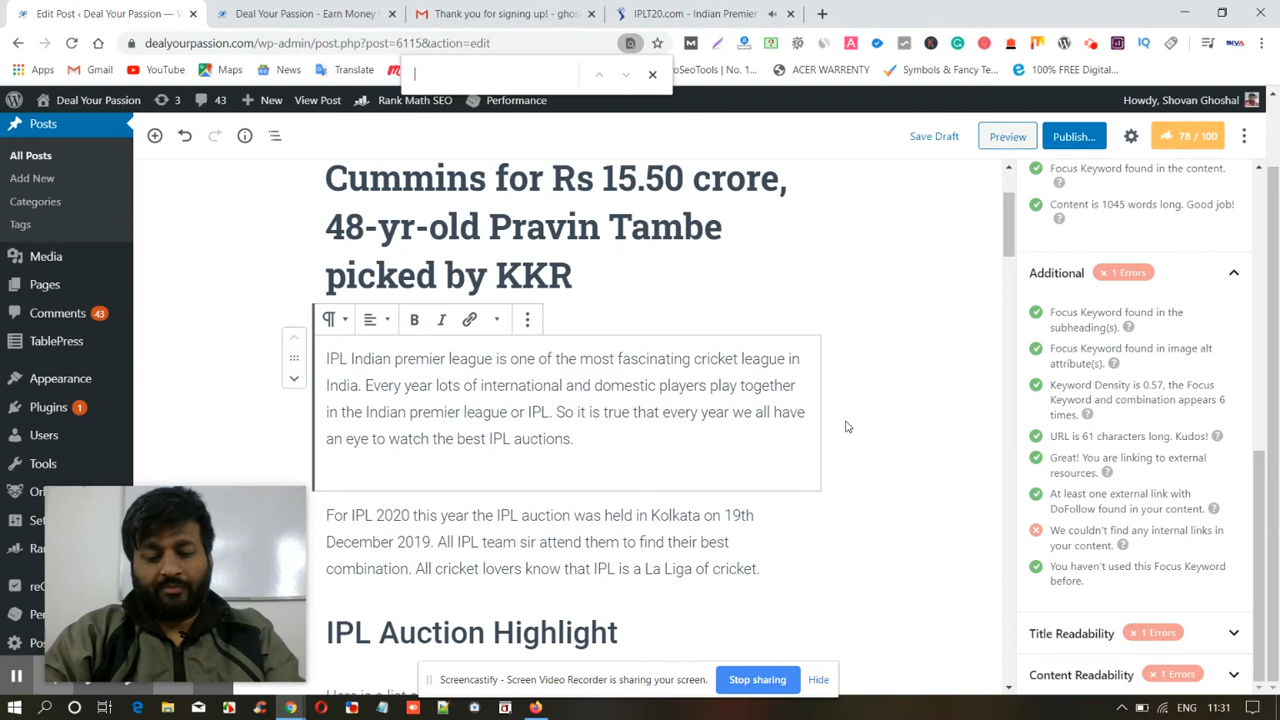 Edit Post ‹ Deal Your Passion —
Deal Your Passion - Earn Money
Thank you for signing up! - ghos
IPLT20.com - Indian Premier
dealyourpassion.com/wp-admin/post.php?post=6115&action=edit
Apps
Gmail
YouTube
Maps
News
Translate
roSeoTools | No. 1...
ACER WARRENTY
Symbols & Fancy Te...
100% FREE Digital...
Deal Your Passion
3
43
New
View Post
Rank Math SEO
Performance
Howdy, Shovan Ghoshal
Posts
All Posts
Add New
Categories
Tags
Media
Pages
Comments 43
TablePress
Appearance
Plugins 1
Users
Tools
Save Draft
Preview
Publish...
78 / 100
Cummins for Rs 15.50 crore,
48-yr-old Pravin Tambe
picked by KKR
IPL Indian premier league is one of the most fascinating cricket league in
India. Every year lots of international and domestic players play together
in the Indian premier league or IPL. So it is true that every year we all have
an eye to watch the best IPL auctions.
For IPL 2020 this year the IPL auction was held in Kolkata on 19th
December 2019. All IPL team sir attend them to find their best
combination. All cricket lovers know that IPL is a La Liga of cricket.
IPL Auction Highlight
Focus Keyword found in the content.
Content is 1045 words long. Good job!
Additional × 1 Errors
Focus Keyword found in the
subheading(s).
Focus Keyword found in image alt
attribute(s).
Keyword Density is 0.57, the Focus
Keyword and combination appears 6
times.
URL is 61 characters long. Kudos!
Great! You are linking to external
resources.
At least one external link with
DoFollow found in your content.
We couldn't find any internal links in
your content.
You haven't used this Focus Keyword
before.
Title Readability × 1 Errors
Content Readability × 1 Errors
Screencastify - Screen Video Recorder is sharing your screen.
Stop sharing
Hide
ENG
11:31